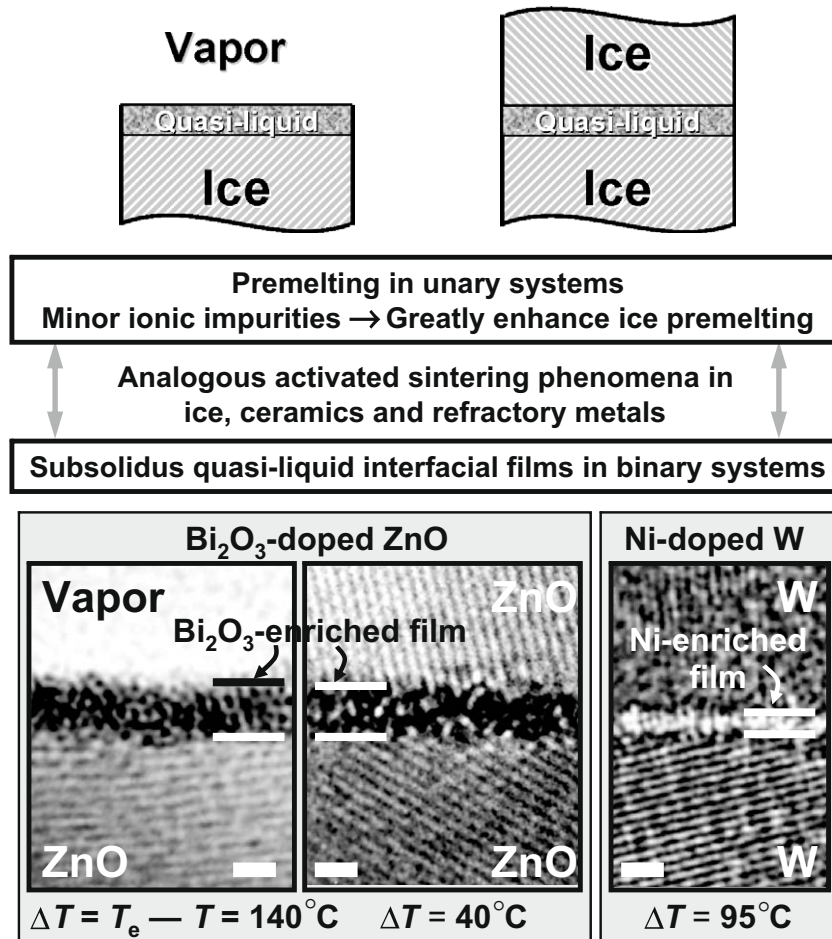 Vapor
Quasi-liquid
Ice
Ice
Quasi-liquid
Ice
Premelting in unary systems
Minor ionic impurities → Greatly enhance ice premelting
Analogous activated sintering phenomena in
ice, ceramics and refractory metals
Subsolidus quasi-liquid interfacial films in binary systems
Bi₂O₃-doped ZnO
Vapor
ZnO
Bi₂O₃-enriched film
ZnO
ZnO
ΔT = Tₑ — T = 140°C
ΔT = 40°C
Ni-doped W
W
Ni-enriched
film
W
ΔT = 95°C